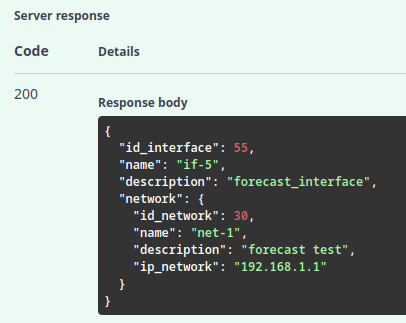 Server response
Code Details
200
Response body
{
  "id_interface": 55,
  "name": "if-5",
  "description": "forecast_interface",
  "network": {
    "id_network": 30,
    "name": "net-1",
    "description": "forecast test",
    "ip_network": "192.168.1.1"
  }
}